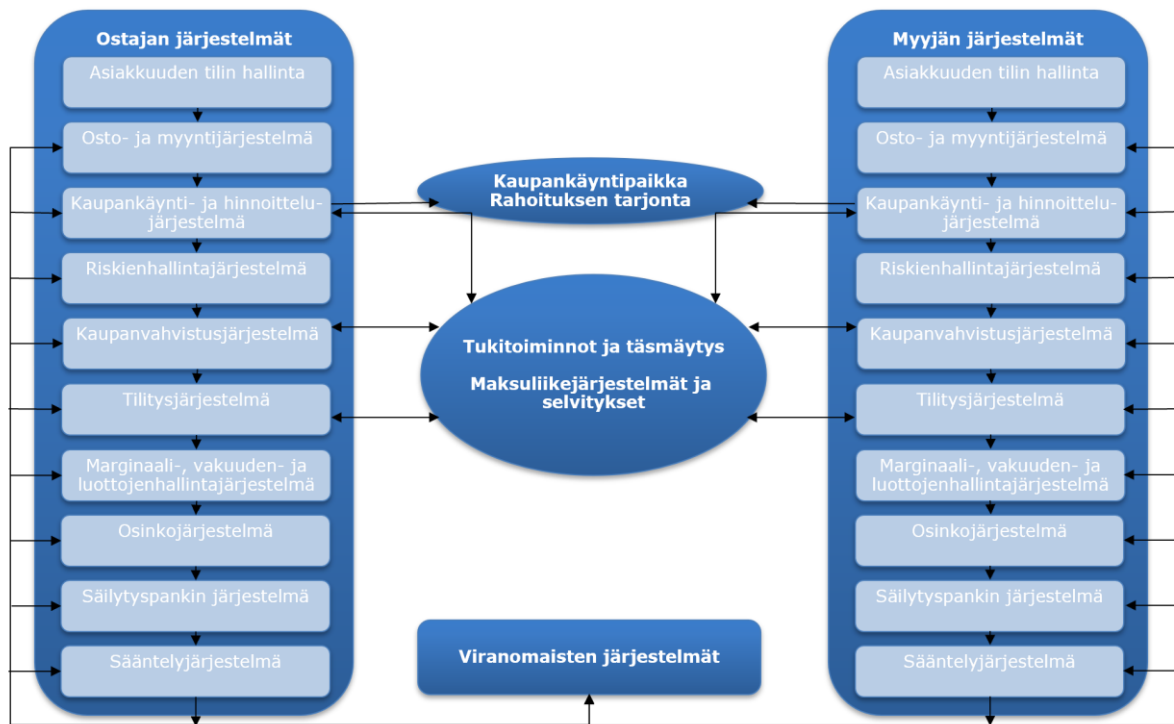 Ostajan järjestelmät
Asiakkuuden tilin hallinta
Osto- ja myyntijärjestelmä
Kaupankäynti- ja hinnoittelu-
järjestelmä
Riskienhallintajärjestelmä
Kaupanvahvistusjärjestelmä
Tilitysjärjestelmä
Marginaali-, vakuuden- ja
luottojenhallintajärjestelmä
Osinkojärjestelmä
Säilytyspankin järjestelmä
Sääntelyjärjestelmä
Kaupankäyntipaikka
Rahoituksen tarjonta
Tukitoiminnot ja täsmäytys
Maksuliikejärjestelmät ja
selvitykset
Viranomaisten järjestelmät
Myyjän järjestelmät
Asiakkuuden tilin hallinta
Osto- ja myyntijärjestelmä
Kaupankäynti- ja hinnoittelu-
järjestelmä
Riskienhallintajärjestelmä
Kaupanvahvistusjärjestelmä
Tilitysjärjestelmä
Marginaali-, vakuuden- ja
luottojenhallintajärjestelmä
Osinkojärjestelmä
Säilytyspankin järjestelmä
Sääntelyjärjestelmä